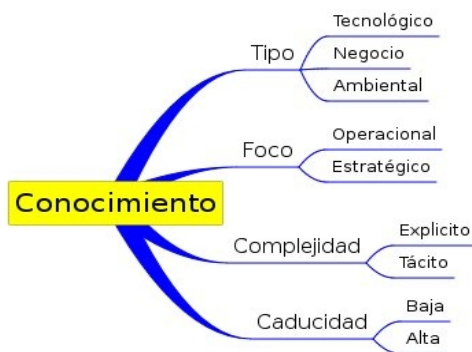 Conocimiento
Tipo
Tecnológico
Negocio
Ambiental
Foco
Operacional
Estratégico
Complejidad
Explicito
Tácito
Caducidad
Baja
Alta